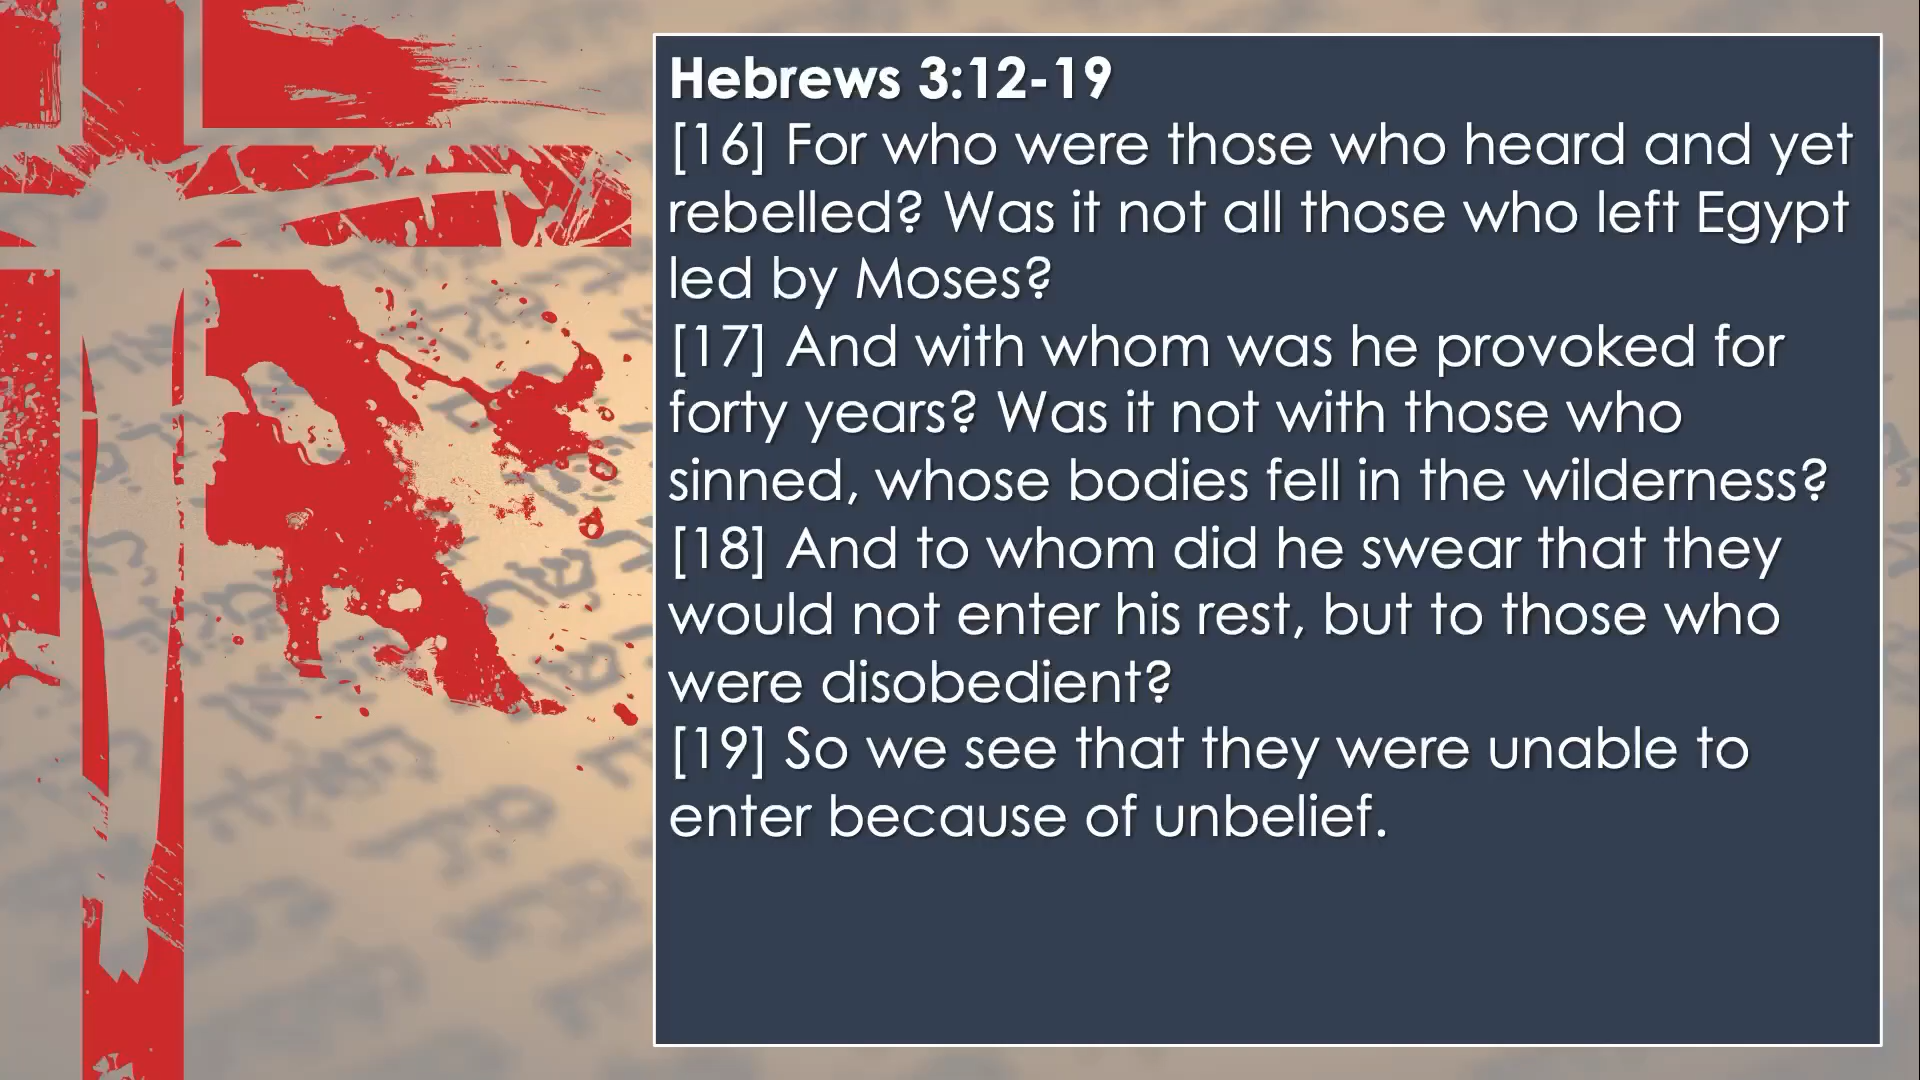 Hebrews 3:12-19
[16] For who were those who heard and yet
rebelled? Was it not all those who left Egypt
led by Moses?
[17] And with whom was he provoked for
forty years? Was it not with those who
sinned, whose bodies fell in the wilderness?
[18] And to whom did he swear that they
would not enter his rest, but to those who
were disobedient?
[19] So we see that they were unable to
enter because of unbelief.